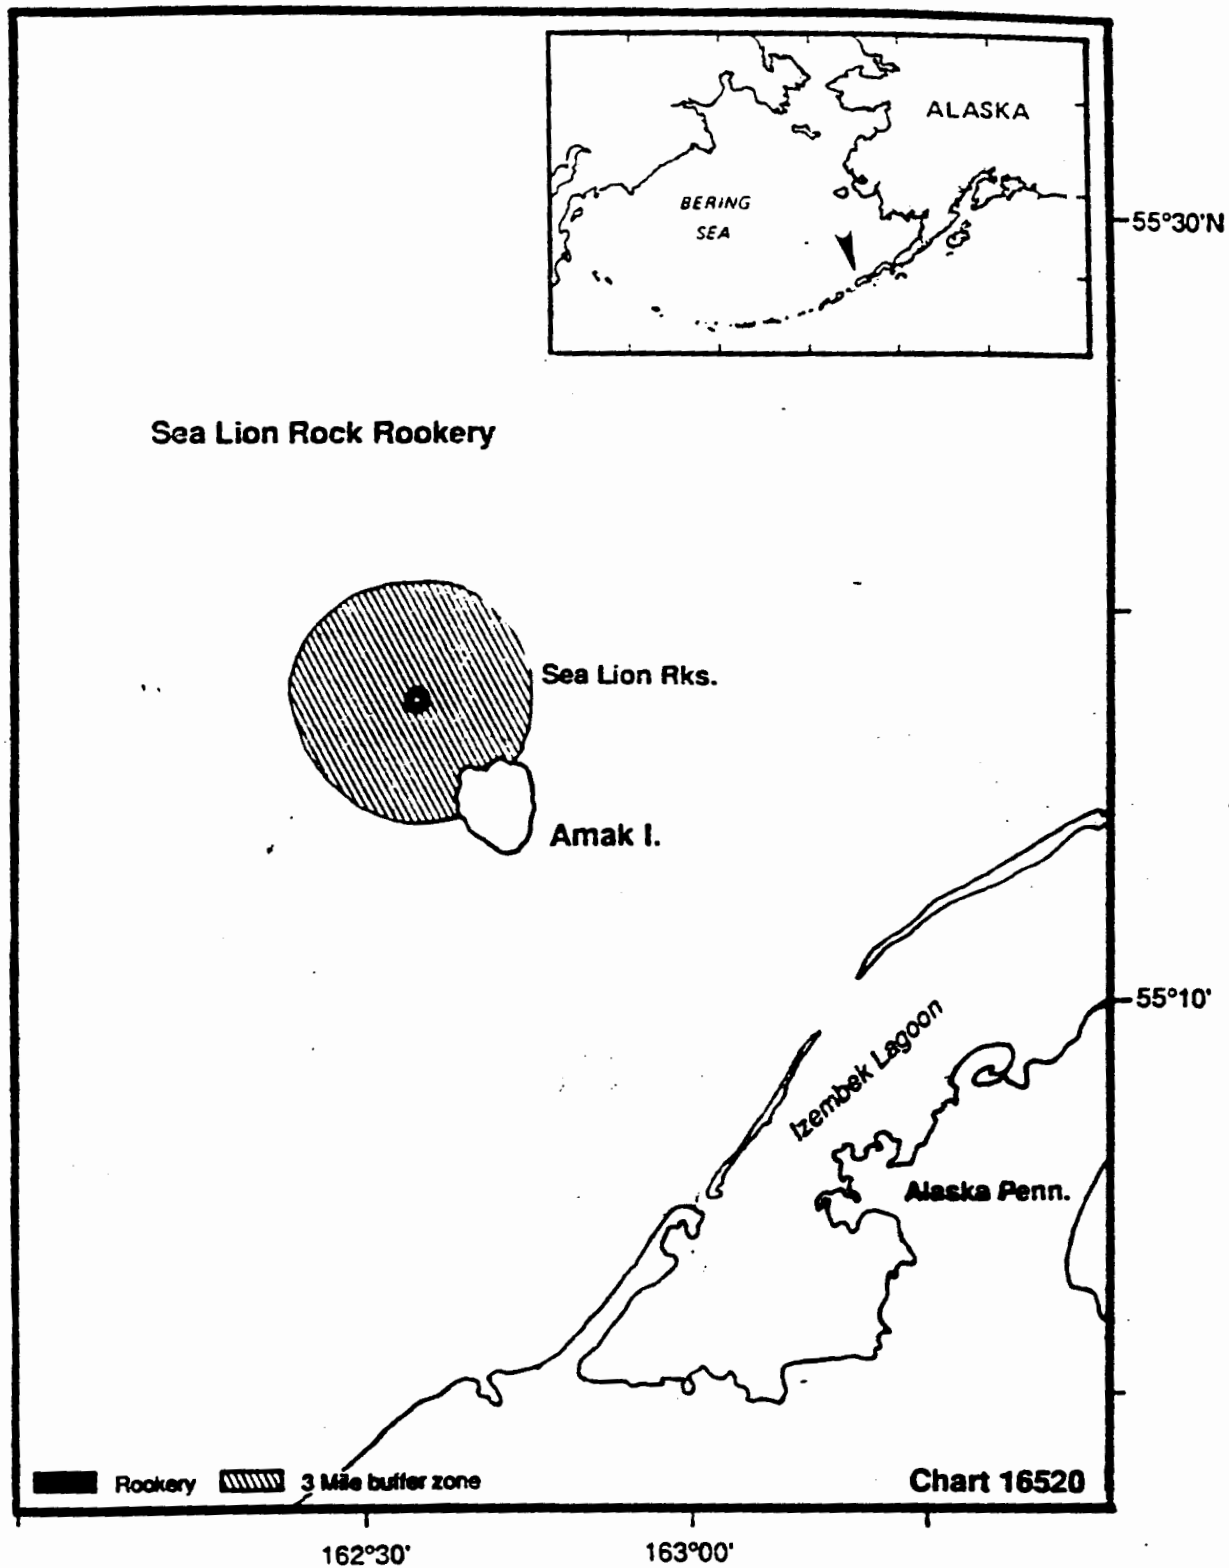 ALASKA
BERING
SEA
55°30'N
Sea Lion Rock Rookery
Sea Lion Rks.
Amak I.
55°10'
Izembek Lagoon
Alaska Penn.
Rookery
3 Mile buffer zone
Chart 16520
162°30'
163°00'